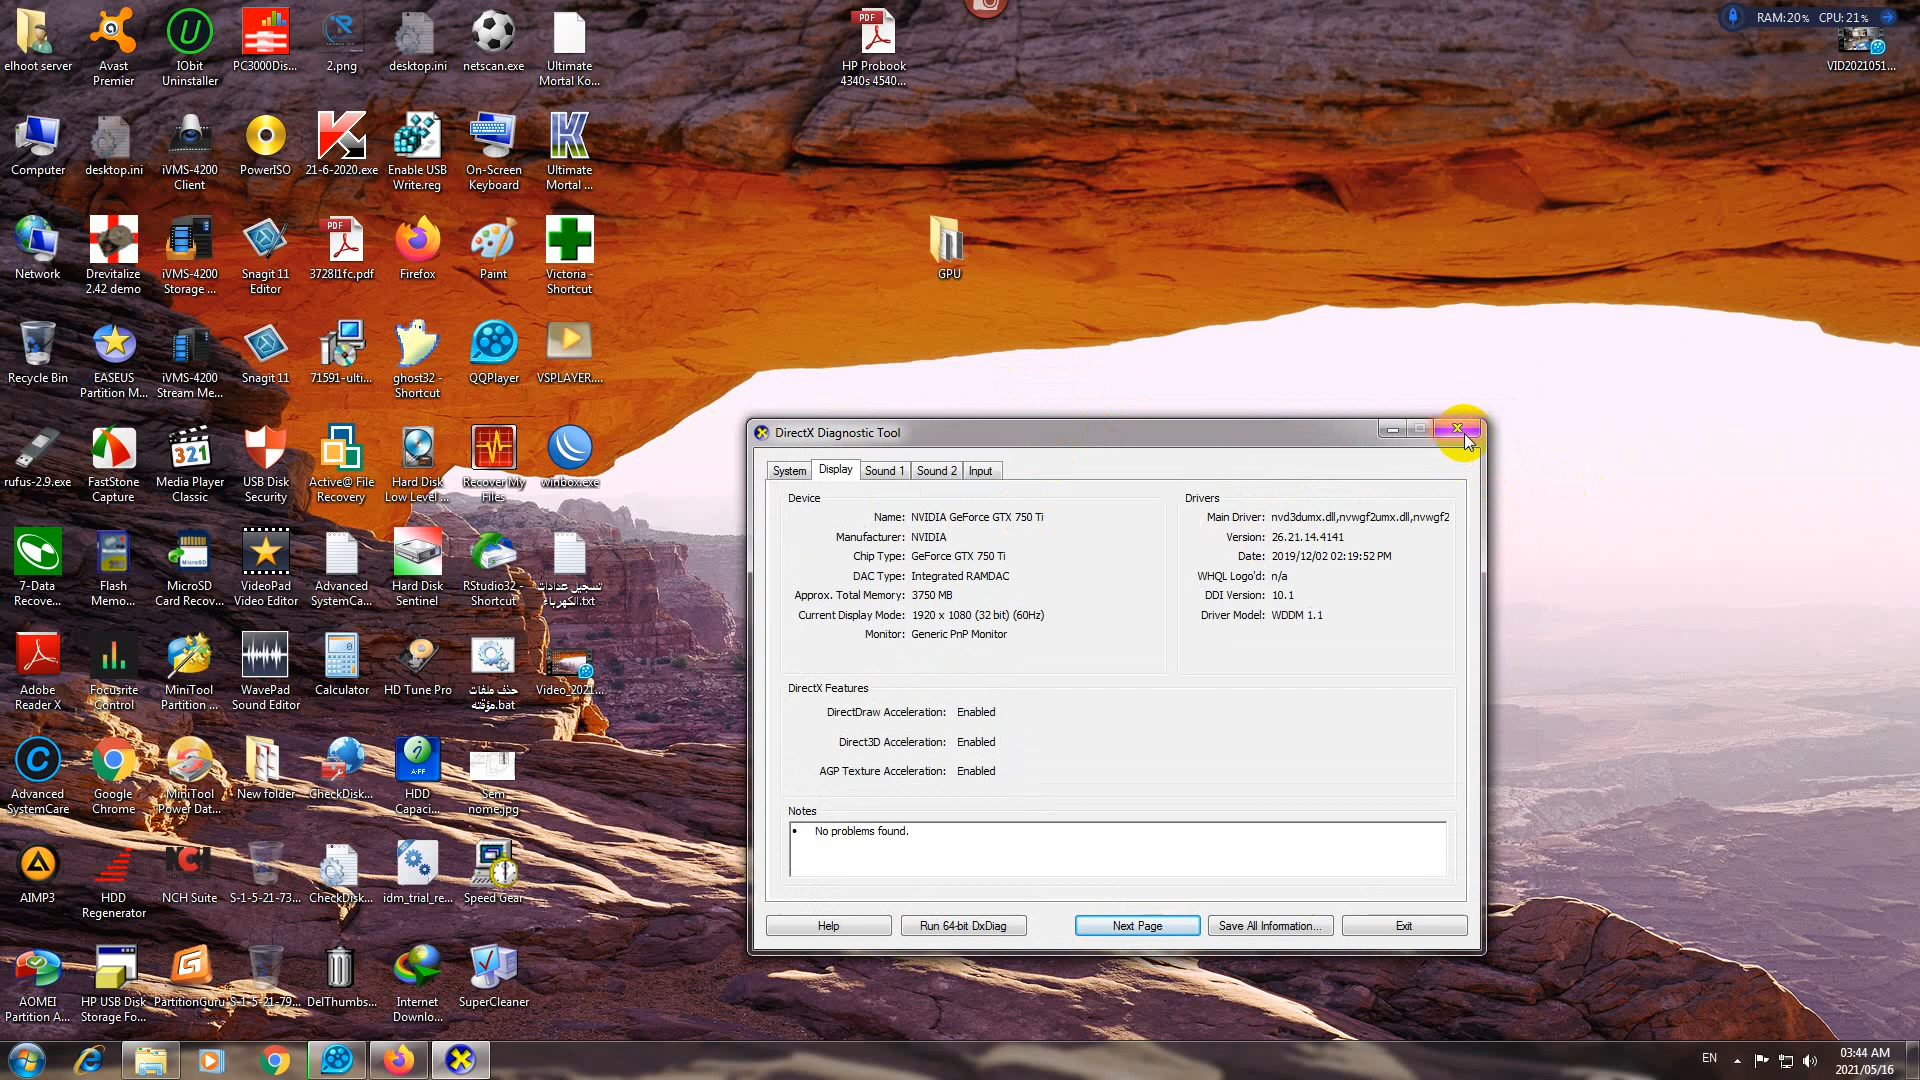 RAM:20% CPU: 21%
elhoot server
Avast
Premier
IObit
Uninstaller
PC3000Dis...
2.png
desktop.ini
netscan.exe
Ultimate
Mortal Ko...
PDF
HP Probook
4340s 4540...
VID2021051...
Computer
desktop.ini
iVMS-4200
Client
PowerISO
21-6-2020.exe
Enable USB
Write.reg
On-Screen
Keyboard
Ultimate
Mortal ...
Network
Drevitalize
2.42 demo
iVMS-4200
Storage ...
Snagit 11
Editor
PDF
3728l1fc.pdf
Firefox
Paint
Victoria -
Shortcut
GPU
Recycle Bin
EASEUS
Partition M...
iVMS-4200
Stream Me...
Snagit 11
71591-ulti...
ghost32 -
Shortcut
QQPlayer
VSPLAYER....
rufus-2.9.exe
FastStone
Capture
321
Media Player
Classic
USB Disk
Security
Active@ File
Recovery
Hard Disk
Low Level ...
Recover My
Files
winbox.exe
7-Data
Recove...
Flash
Memo...
MicroSD
Card Recov...
VideoPad
Video Editor
Advanced
SystemCa...
Hard Disk
Sentinel
RStudio32 -
Shortcut
تسجيل عدادات
الكهرباء.txt
Adobe
Reader X
Focusrite
Control
MiniTool
Partition ...
WavePad
Sound Editor
Calculator
HD Tune Pro
حذف ملفات
مؤقته.bat
Video_2021...
Advanced
SystemCare
Google
Chrome
MiniTool
Power Dat...
New folder
CheckDisk...
HDD
Capaci...
Sem
nome.jpg
AIMP3
HDD
Regenerator
NCH
NCH Suite
S-1-5-21-73...
CheckDisk...
idm_trial_re...
Speed Gear
AOMEI
Partition A...
HP USB Disk
Storage Fo...
PartitionGuru
S-1-5-21-79...
DelThumbs...
Internet
Downlo...
SuperCleaner
DirectX Diagnostic Tool
System
Display
Sound 1
Sound 2
Input
Device
Name: NVIDIA GeForce GTX 750 Ti
Manufacturer: NVIDIA
Chip Type: GeForce GTX 750 Ti
DAC Type: Integrated RAMDAC
Approx. Total Memory: 3750 MB
Current Display Mode: 1920 x 1080 (32 bit) (60Hz)
Monitor: Generic PnP Monitor
Drivers
Main Driver: nvd3dumx.dll,nvwgf2umx.dll,nvwgf2
Version: 26.21.14.4141
Date: 2019/12/02 02:19:52 PM
WHQL Logo'd: n/a
DDI Version: 10.1
Driver Model: WDDM 1.1
DirectX Features
DirectDraw Acceleration: Enabled
Direct3D Acceleration: Enabled
AGP Texture Acceleration: Enabled
Notes
• No problems found.
Help
Run 64-bit DxDiag
Next Page
Save All Information...
Exit
EN
03:44 AM
2021/05/16